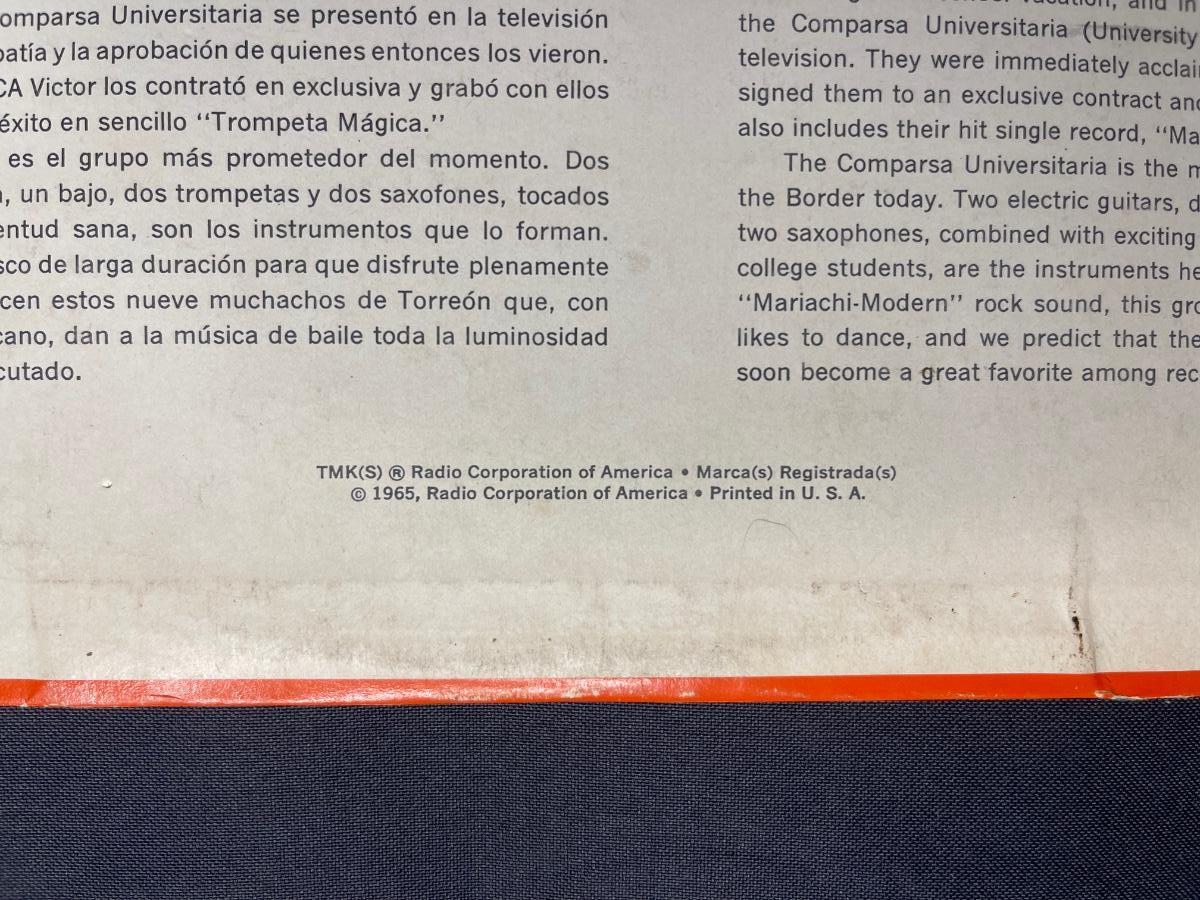 omparsa Universitaria se presentó en la televisión
patía y la aprobación de quienes entonces los vieron.
CA Victor los contrató en exclusiva y grabó con ellos
éxito en sencillo “Trompeta Mágica.”
es el grupo más prometedor del momento. Dos
un bajo, dos trompetas y dos saxofones, tocados
entud sana, son los instrumentos que lo forman.
sco de larga duración para que disfrute plenamente
cen estos nueve muchachos de Torreón que, con
cano, dan a la música de baile toda la luminosidad
cutado.
vacation, and in
the Comparsa Universitaria (University
television. They were immediately acclai
signed them to an exclusive contract and
also includes their hit single record, “Ma
The Comparsa Universitaria is the m
the Border today. Two electric guitars, d
two saxophones, combined with exciting
college students, are the instruments he
“Mariachi-Modern” rock sound, this gro
likes to dance, and we predict that the
soon become a great favorite among rec
TMK(S) ® Radio Corporation of America • Marca(s) Registrada(s)
© 1965, Radio Corporation of America • Printed in U. S. A.